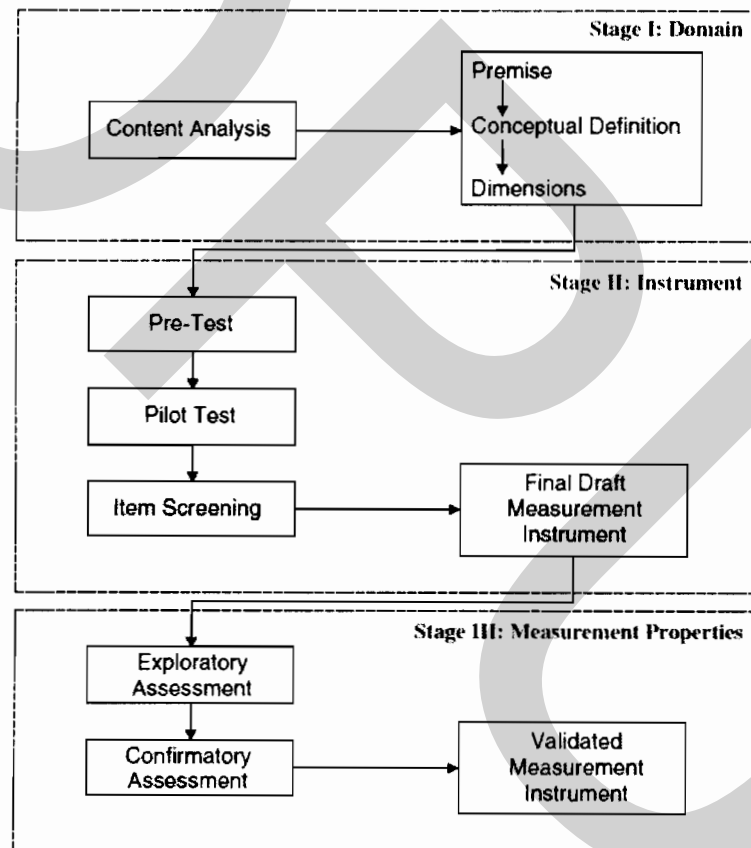 Stage I: Domain
Premise
Content Analysis
Conceptual Definition
Dimensions
Stage II: Instrument
Pre-Test
Pilot Test
Item Screening
Final Draft
Measurement
Instrument
Stage III: Measurement Properties
Exploratory
Assessment
Confirmatory
Assessment
Validated
Measurement
Instrument